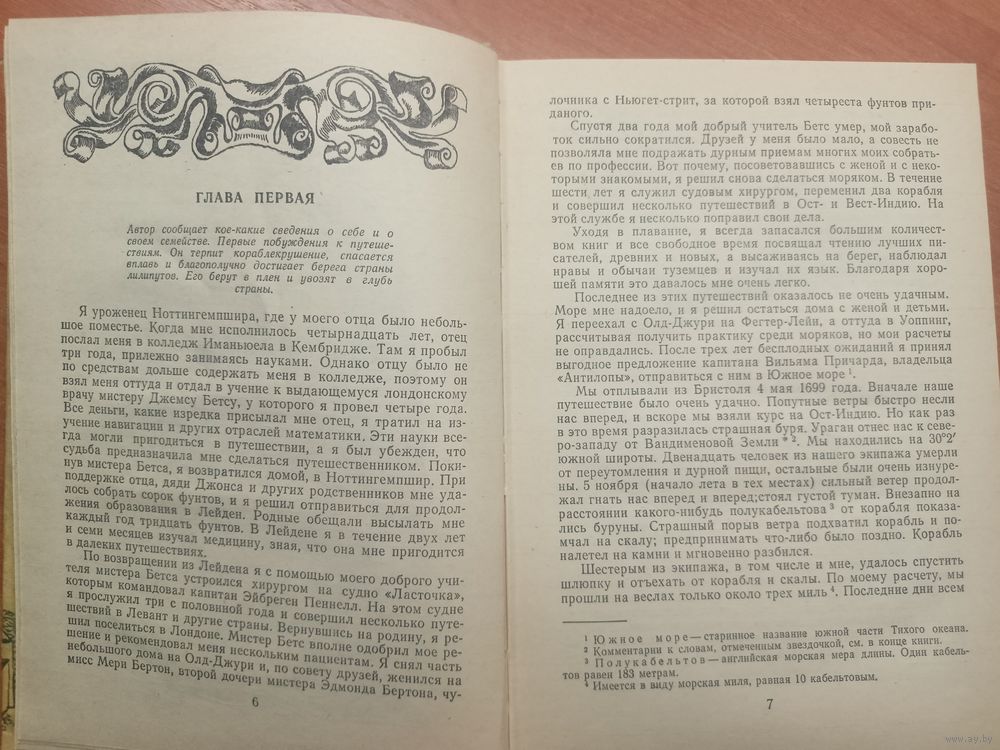 ГЛАВА ПЕРВАЯ
Автор сообщает кое-какие сведения о себе и о
своем семействе. Первые побуждения к путеше-
ствиям. Он терпит кораблекрушение, спасается
вплавь и благополучно достигает берега страны
лилипутов. Его берут в плен и увозят в глубь
страны.
Я уроженец Ноттингемпшира, где у моего отца было неболь-
шое поместье. Когда мне исполнилось четырнадцать лет, отец
послал меня в колледж Иманьюела в Кембридже. Там я пробыл
три года, прилежно занимаясь науками. Однако отцу было не
по средствам дольше содержать меня в колледже, поэтому он
взял меня оттуда и отдал в учение к выдающемуся лондонскому
врачу мистеру Джемсу Бетсу, у которого я провел четыре года.
Все деньги, какие изредка присылал мне отец, я тратил на из-
учение навигации и других отраслей математики. Эти науки все-
гда могли пригодиться в путешествии, а я был убежден, что
судьба предназначила мне сделаться путешественником. Поки-
нув мистера Бетса, я возвратился домой, в Ноттингемпшир. При
поддержке отца, дяди Джонса и других родственников мне уда-
лось собрать сорок фунтов, и я решил отправиться для продол-
жения образования в Лейден. Родные обещали высылать мне
каждый год тридцать фунтов. В Лейдене я в течение двух лет
и семи месяцев изучал медицину, зная, что она мне пригодится
в далеких путешествиях.
По возвращении из Лейдена я с помощью моего доброго учи-
теля мистера Бетса устроился хирургом на судно «Ласточка»,
которым командовал капитан Эйбреген Пеннелл. На этом судне
я прослужил три с половиной года и совершил несколько путе-
шествий в Левант и другие страны. Вернувшись на родину, я ре-
шил поселиться в Лондоне. Мистер Бетс вполне одобрил мое ре-
шение и рекомендовал меня нескольким пациентам. Я снял часть
небольшого дома на Олд-Джури и, по совету друзей, женился на
мисс Мери Бертон, второй дочери мистера Эдмонда Бертона, чу-
6
лочника с Ньюгет-стрит, за которой взял четыреста фунтов при-
даного.
Спустя два года мой добрый учитель Бетс умер, мой зарабо-
ток сильно сократился. Друзей у меня было мало, а совесть не
позволяла мне подражать дурным приемам многих моих собрать-
ев по профессии. Вот почему, посоветовавшись с женой и с неко-
торыми знакомыми, я решил снова сделаться моряком. В течение
шести лет я служил судовым хирургом, переменил два корабля
и совершил несколько путешествий в Ост- и Вест-Индию. На
этой службе я несколько поправил свои дела.
Уходя в плавание, я всегда запасался большим количест-
вом книг и все свободное время посвящал чтению лучших пи-
сателей, древних и новых, а высаживаясь на берег, наблюдал
нравы и обычаи туземцев и изучал их язык. Благодаря хоро-
шей памяти это давалось мне очень легко.
Последнее из этих путешествий оказалось не очень удачным.
Море мне надоело, и я решил остаться дома с женой и детьми.
Я переехал с Олд-Джури на Фегтер-Лейн, а оттуда в Уоппинг,
рассчитывая получить практику среди моряков, но мои расчеты
не оправдались. После трех лет бесплодных ожиданий я принял
выгодное предложение капитана Вильяма Причарда, владельца
«Антилопы», отправиться с ним в Южное море ¹.
Мы отплывали из Бристоля 4 мая 1699 года. Вначале наше
путешествие было очень удачно. Попутные ветры быстро несли
нас вперед, и вскоре мы взяли курс на Ост-Индию. Но как раз
в это время разразилась страшная буря. Ураган отнес нас к севе-
ро-западу от Вандименовой Земли * ². Мы находились на 30°2′
южной широты. Двенадцать человек из нашего экипажа умерли
от переутомления и дурной пищи, остальные были очень изнуре-
ны. 5 ноября (начало лета в тех местах) сильный ветер продол-
жал гнать нас вперед и вперед;стоял густой туман. Внезапно на
расстоянии какого-нибудь полукабельтова ³ от корабля показа-
лись буруны. Страшный порыв ветра подхватил корабль и по-
мчал на скалу; предпринимать что-либо было поздно. Корабль
налетел на камни и мгновенно разбился.
Шестерым из экипажа, в том числе и мне, удалось спустить
шлюпку и отъехать от корабля и скалы. По моему расчету, мы
прошли на веслах только около трех миль ⁴. Последние дни всем
¹ Южное море—старинное название южной части Тихого океана.
² Комментарии к словам, отмеченным звездочкой, см. в конце книги.
³ Полукабельтов—английская морская мера длины. Один кабель-
тов равен 183 метрам.
⁴ Имеется в виду морская миля, равная 10 кабельтовым.
7
www.ay.by